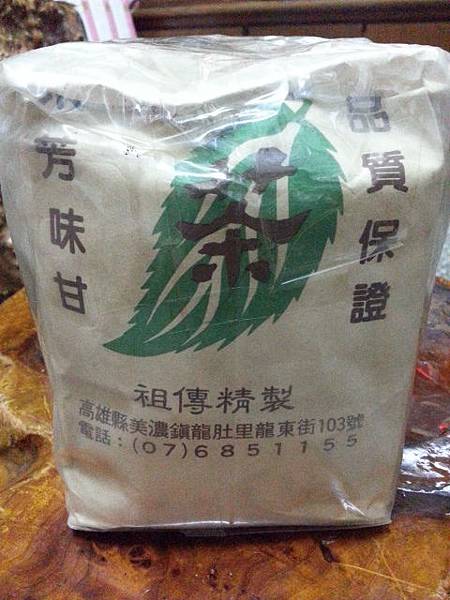 品質保證
茶
芳味甘
祖傳精製
高雄縣美濃鎮龍肚里龍東街103號
電話：(07)6851155